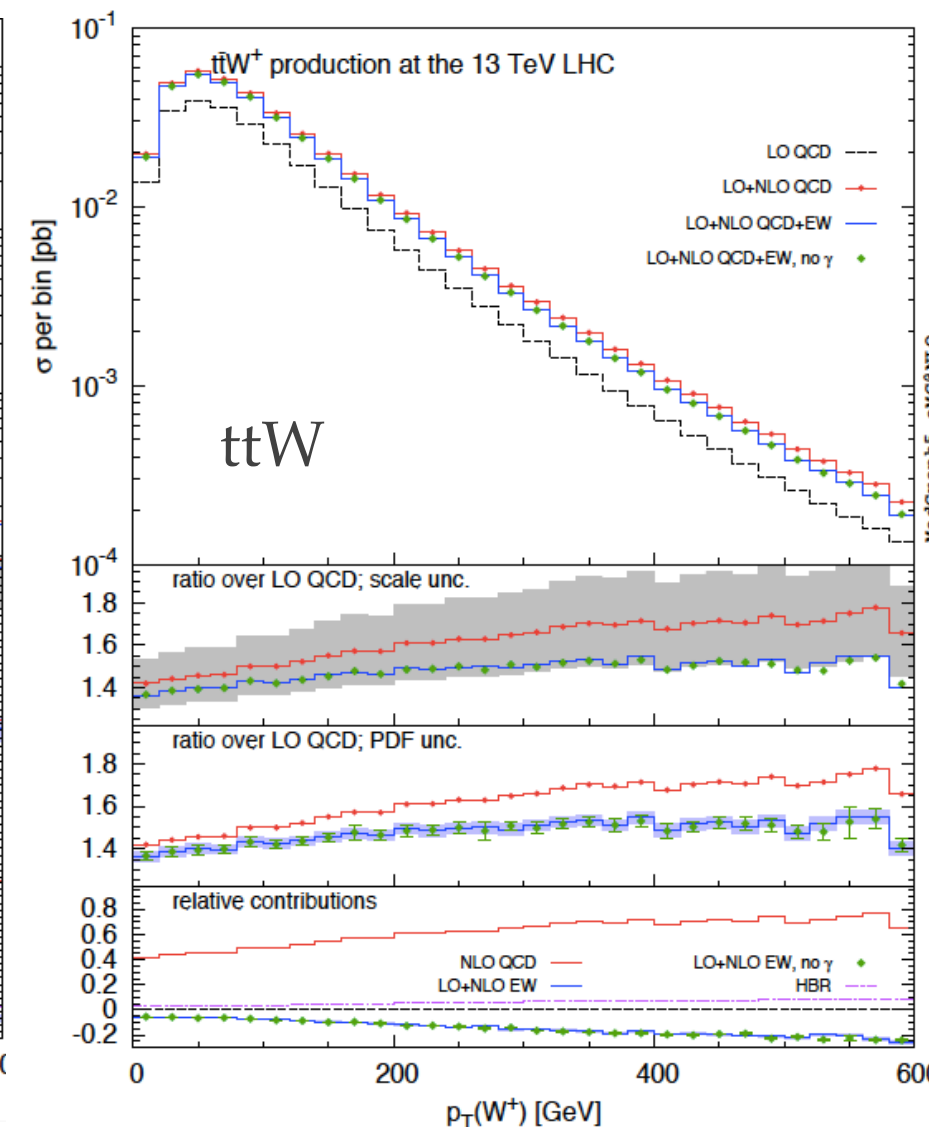 10⁻¹
tt̄W⁺ production at the 13 TeV LHC
LO QCD
LO+NLO QCD
LO+NLO QCD+EW
LO+NLO QCD+EW, no γ
10⁻²
σ per bin [pb]
10⁻³
ttW
10⁻⁴
ratio over LO QCD; scale unc.
1.8
1.6
1.4
ratio over LO QCD; PDF unc.
1.8
1.6
1.4
relative contributions
0.8
0.6
0.4
0.2
0
-0.2
NLO QCD
LO+NLO EW, no γ
LO+NLO EW
HBR
0 200 400
p_T(W⁺) [GeV]